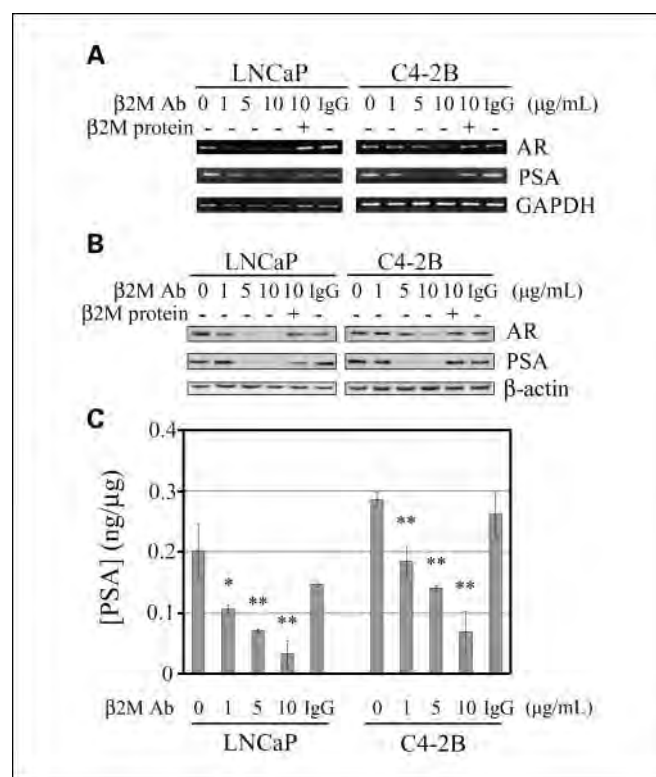 A
LNCaP C4-2B
β2M Ab 0 1 5 10 10 IgG 0 1 5 10 10 IgG (μg/mL)
β2M protein - - - - + - - - - - + -
AR
PSA
GAPDH
B
LNCaP C4-2B
β2M Ab 0 1 5 10 10 IgG 0 1 5 10 10 IgG (μg/mL)
β2M protein - - - - + - - - - - + -
AR
PSA
β-actin
C
[PSA] (ng/μg)
0.4
0.3
0.2
0.1
0
* ** ** ** ** **
β2M Ab 0 1 5 10 IgG 0 1 5 10 IgG (μg/mL)
LNCaP C4-2B